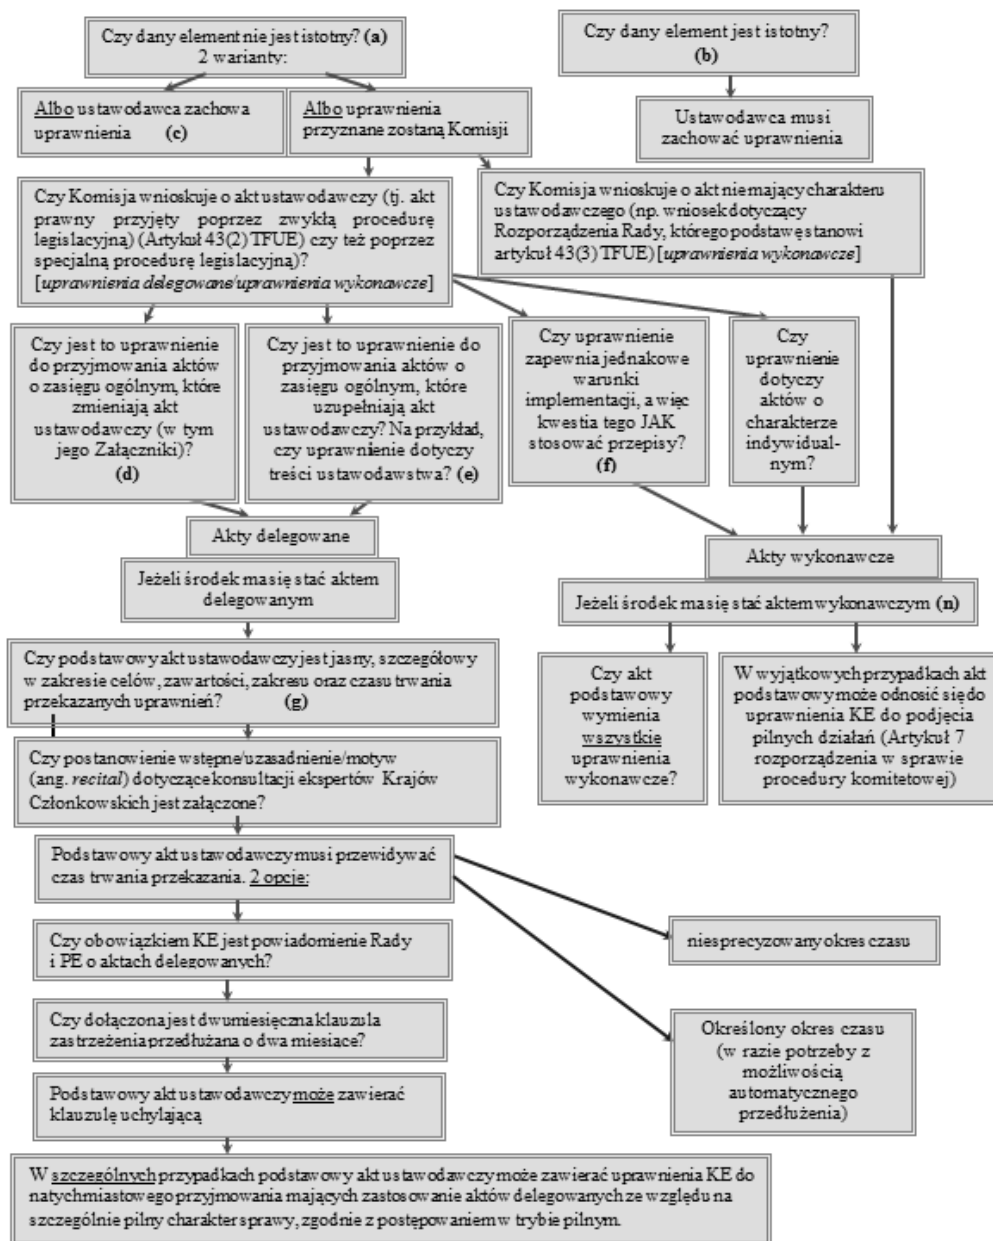 Czy dany element nie jest istotny? (a)
2 warianty:
Czy dany element jest istotny?
(b)
Albo ustawodawca zachowa
uprawnienia (c)
Albo uprawnienia
przyznane zostaną Komisji
Ustawodawca musi
zachować uprawnienia
Czy Komisja wnioskuje o akt ustawodawczy (tj. akt
prawny przyjęty poprzez zwykłą procedurę
legislacyjną) (Artykuł 43(2) TFUE) czy też poprzez
specjalną procedurę legislacyjną)?
[uprawnienia delegowane/uprawnienia wykonawcze]
Czy Komisja wnioskuje o akt nie mający charakteru
ustawodawczego (np. wniosek dotyczący
Rozporządzenia Rady, którego podstawę stanowi
artykuł 43(3) TFUE) [uprawnienia wykonawcze]
Czy jest to uprawnienie
do przyjmowania aktów
o zasięgu ogólnym, które
zmieniają akt
ustawodawczy (w tym
jego Załączniki)?
(d)
Czy jest to uprawnienie do
przyjmowania aktów o
zasięgu ogólnym, które
uzupełniają akt
ustawodawczy? Na przykład,
czy uprawnienie dotyczy
treści ustawodawstwa? (e)
Czy uprawnienie
zapewnia jednakowe
warunki
implementacji, a więc
kwestia tego JAK
stosować przepisy?
(f)
Czy
uprawnienie
dotyczy
aktów o
charakterze
indywidual-
nym?
Akty delegowane
Akty wykonawcze
Jeżeli środek ma się stać aktem
delegowanym
Jeżeli środek ma się stać aktem wykonawczym (n)
Czy podstawowy akt ustawodawczy jest jasny, szczegółowy
w zakresie celów, zawartości, zakresu oraz czasu trwania
przekazanych uprawnień? (g)
Czy akt
podstawowy
wymienia
wszystkie
uprawnienia
wykonawcze?
W wyjątkowych przypadkach akt
podstawowy może odnosić się do
uprawnienia KE do podjęcia
pilnych działań (Artykuł 7
rozporządzenia w sprawie
procedury komitetowej)
Czy postanowienie wstępne/uzasadnienie/motyw
(ang. recital) dotyczące konsultacji ekspertów Krajów
Członkowskich jest załączone?
Podstawowy akt ustawodawczy musi przewidywać
czas trwania przekazania. 2 opcje:
Czy obowiązkiem KE jest powiadomienie Rady
i PE o aktach delegowanych?
niesprecyzowany okres czasu
Czy dołączona jest dwumiesięczna klauzula
zastrzeżenia przedłużana o dwa miesiące?
Określony okres czasu
(w razie potrzeby z
możliwością
automatycznego
przedłużenia)
Podstawowy akt ustawodawczy może zawierać
klauzulę uchylającą
W szczególnych przypadkach podstawowy akt ustawodawczy może zawierać uprawnienia KE do
natychmiastowego przyjmowania mających zastosowanie aktów delegowanych ze względu na
szczególnie pilny charakter sprawy, zgodnie z postępowaniem w trybie pilnym.